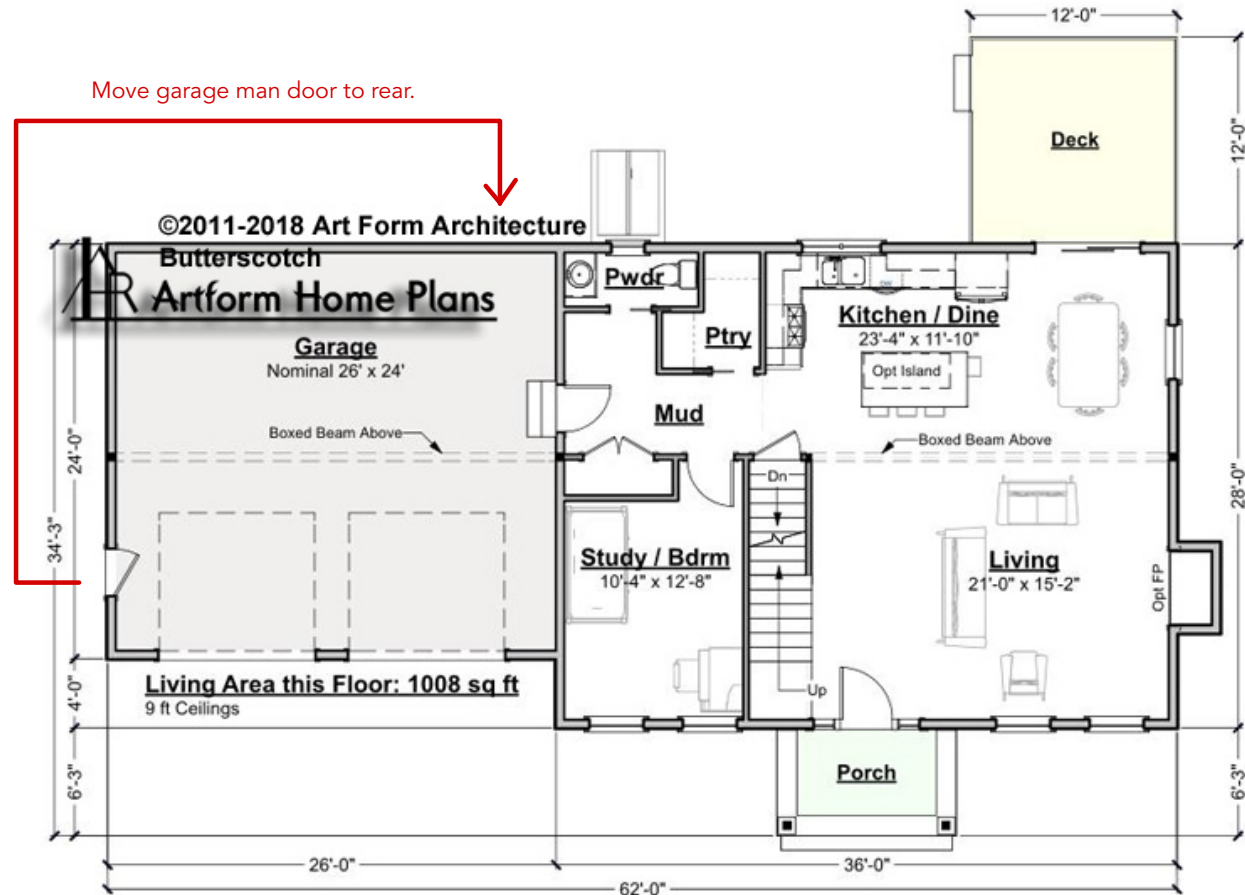 12'-0"
Move garage man door to rear.
Deck
12'-0"
©2011-2018 Art Form Architecture
Butterscotch
Artform Home Plans
Pwdr
Ptry
Kitchen / Dine
23'-4" x 11'-10"
DW
Opt Island
Garage
Nominal 26' x 24'
Mud
Boxed Beam Above
Boxed Beam Above
24'-0"
34'-3"
28'-0"
Dn
Study / Bdrm
10'-4" x 12'-8"
Living
21'-0" x 15'-2"
Opt FP
Up
Living Area this Floor: 1008 sq ft
9 ft Ceilings
4'-0"
Porch
6'-3"
6'-3"
26'-0"
36'-0"
62'-0"